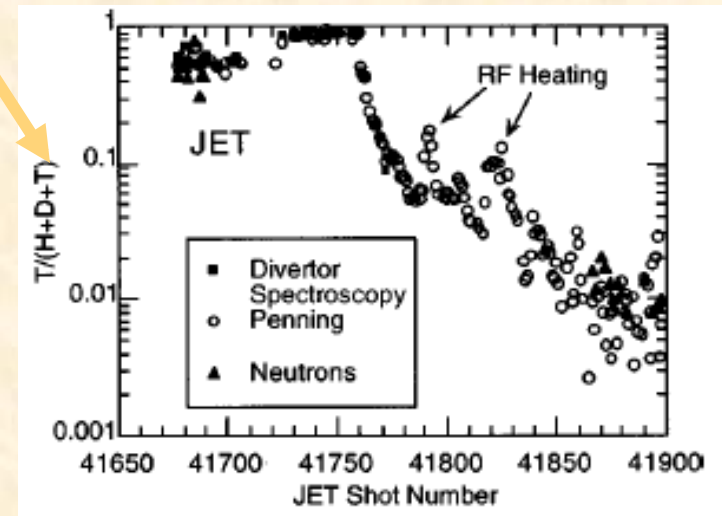 1
RF Heating
JET
0.1
T/(H+D+T)
Divertor
Spectroscopy
Penning
0.01
Neutrons
0.001
41650 41700 41750 41800 41850 41900
JET Shot Number